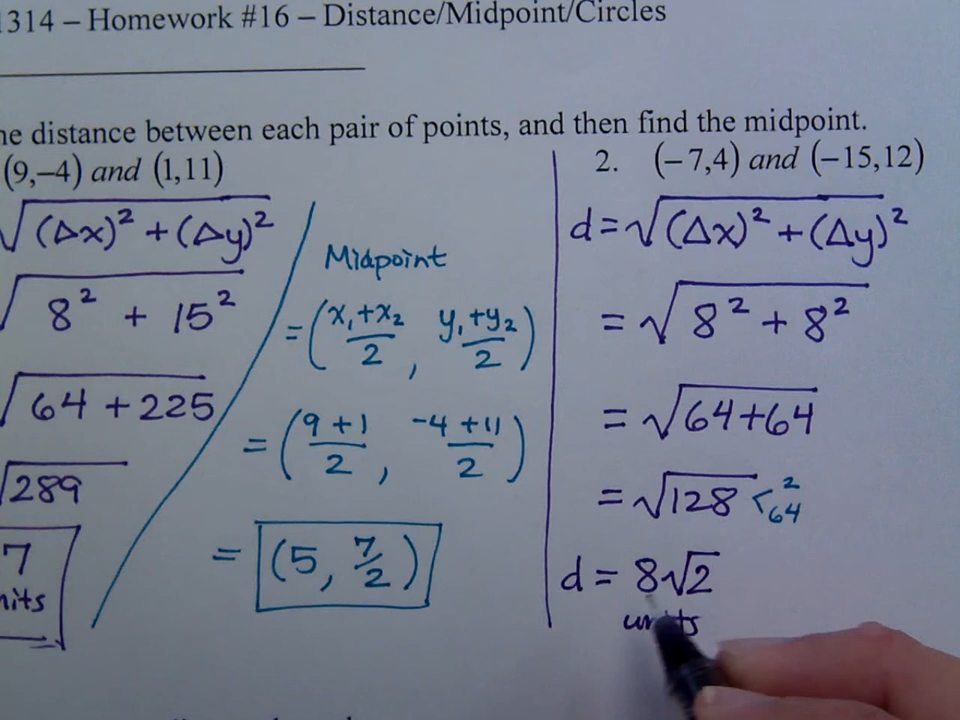 1314 – Homework #16 – Distance/Midpoint/Circles
he distance between each pair of points, and then find the midpoint.
(9,–4) and (1,11)
√(Δx)² + (Δy)²
√8² + 15²
√64 + 225
√289
7
nits
Midpoint
= (x₁+x₂/2, y₁+y₂/2)
= (9+1/2, -4+11/2)
= (5, 7/2)
2. (–7,4) and (–15,12)
d = √(Δx)² + (Δy)²
= √8² + 8²
= √64+64
= √128 < 2 64
d = 8√2
units